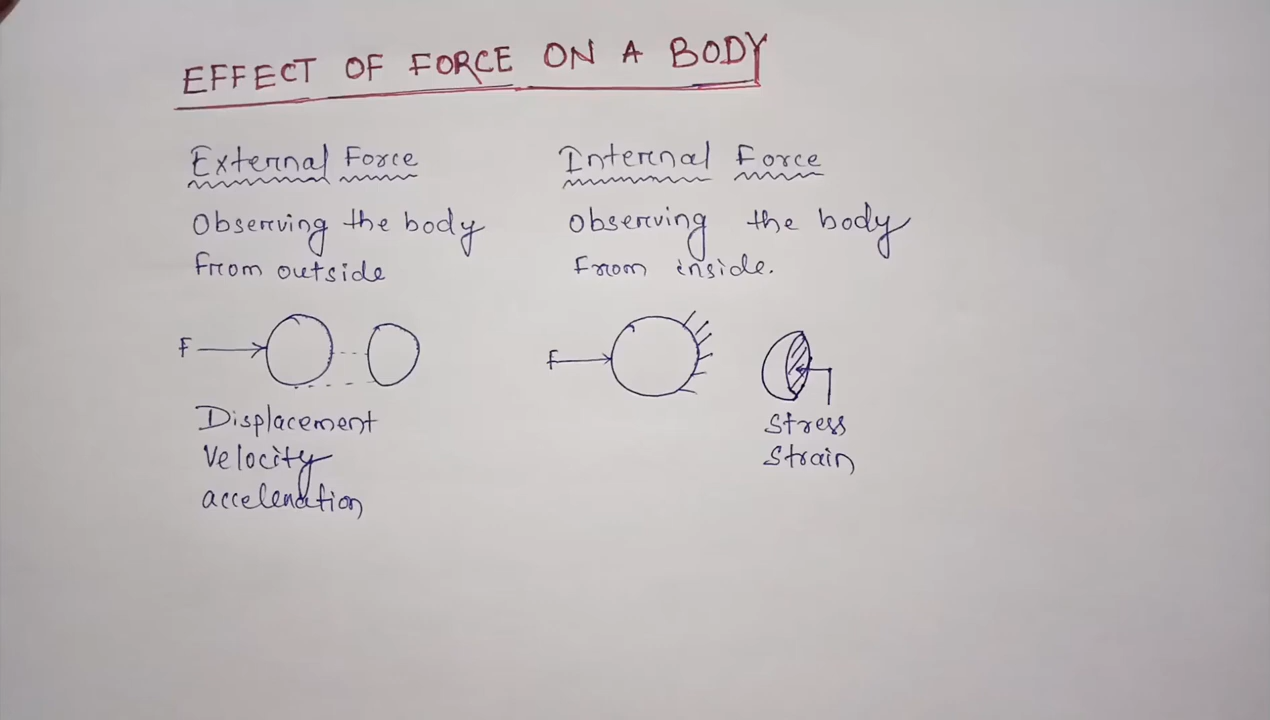 EFFECT OF FORCE ON A BODY
External Force
Observing the body
From outside
F
Displacement
Velocity
acceleration
Internal Force
Observing the body
From inside.
F
Stress
Strain